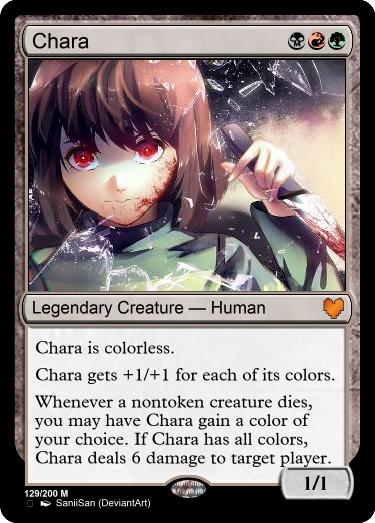 Chara
Legendary Creature — Human
Chara is colorless.
Chara gets +1/+1 for each of its colors.
Whenever a nontoken creature dies,
you may have Chara gain a color of
your choice. If Chara has all colors,
Chara deals 6 damage to target player.
1/1
129/200 M
SaniiSan (DeviantArt)